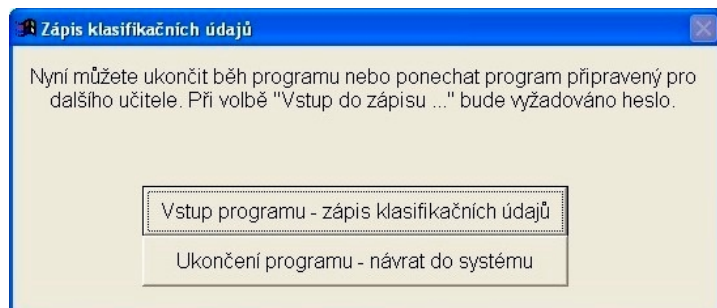 Zápis klasifikačních údajů
Nyní můžete ukončit běh programu nebo ponechat program připravený pro
dalšího učitele. Při volbě "Vstup do zápisu ..." bude vyžadováno heslo.
Vstup programu - zápis klasifikačních údajů
Ukončení programu - návrat do systému